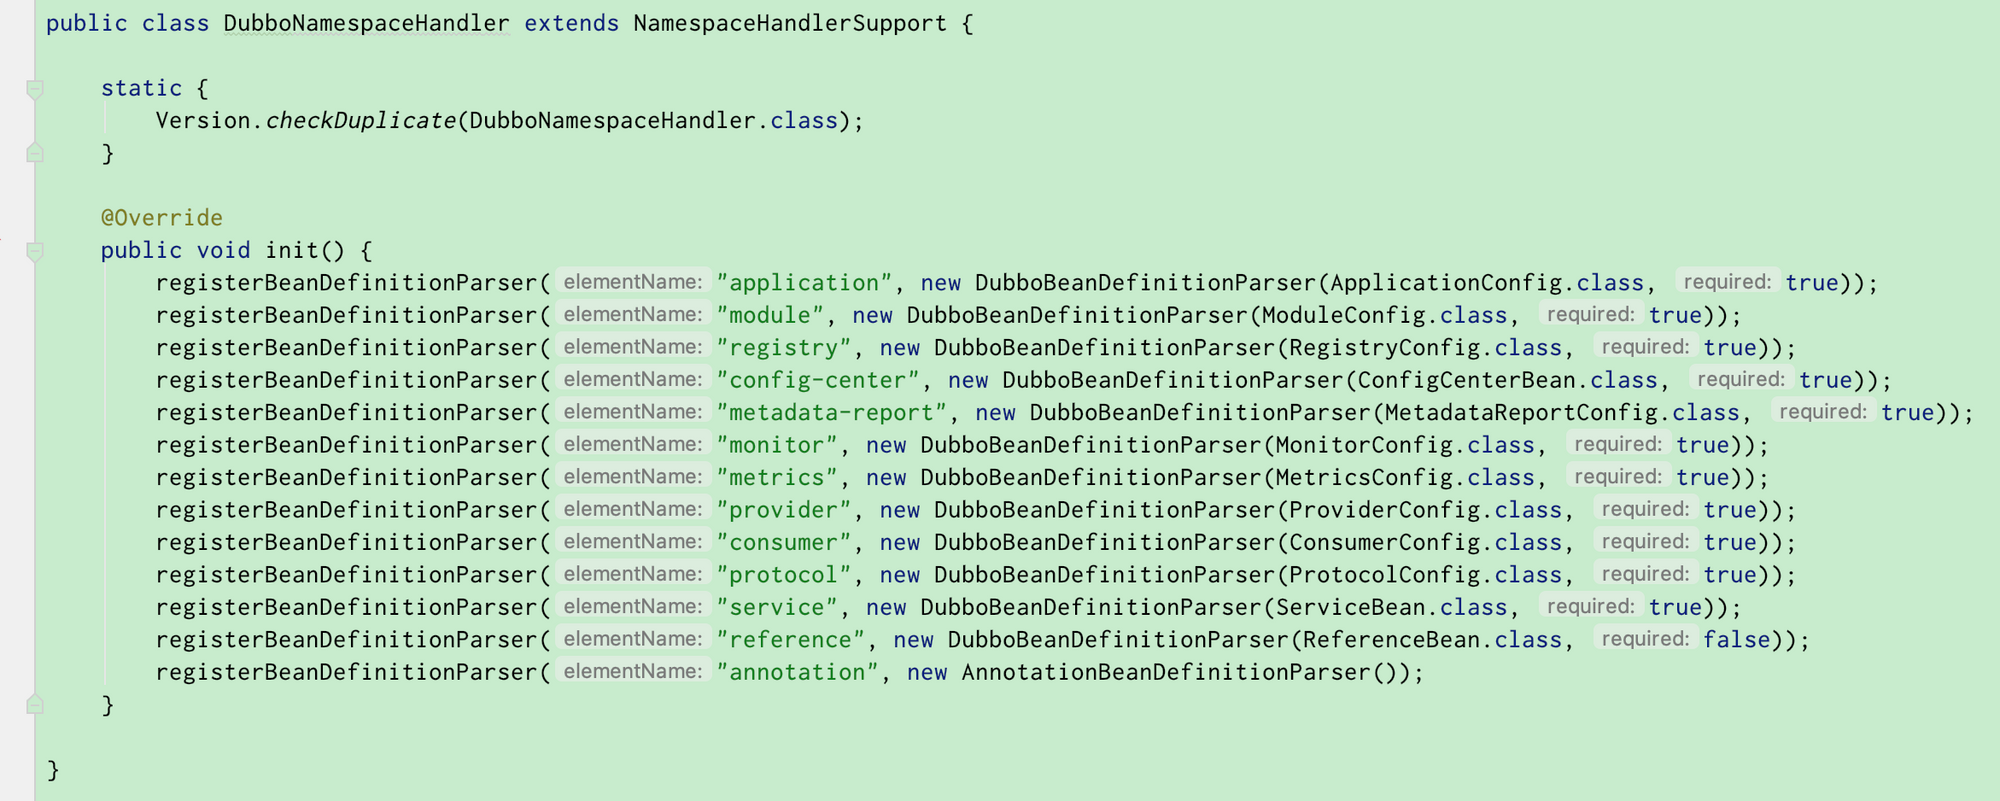 public class DubboNamespaceHandler extends NamespaceHandlerSupport {
static {
Version.checkDuplicate(DubboNamespaceHandler.class);
}
@Override
public void init() {
registerBeanDefinitionParser( elementName: "application", new DubboBeanDefinitionParser(ApplicationConfig.class, required: true));
registerBeanDefinitionParser( elementName: "module", new DubboBeanDefinitionParser(ModuleConfig.class, required: true));
registerBeanDefinitionParser( elementName: "registry", new DubboBeanDefinitionParser(RegistryConfig.class, required: true));
registerBeanDefinitionParser( elementName: "config-center", new DubboBeanDefinitionParser(ConfigCenterBean.class, required: true));
registerBeanDefinitionParser( elementName: "metadata-report", new DubboBeanDefinitionParser(MetadataReportConfig.class, required: true));
registerBeanDefinitionParser( elementName: "monitor", new DubboBeanDefinitionParser(MonitorConfig.class, required: true));
registerBeanDefinitionParser( elementName: "metrics", new DubboBeanDefinitionParser(MetricsConfig.class, required: true));
registerBeanDefinitionParser( elementName: "provider", new DubboBeanDefinitionParser(ProviderConfig.class, required: true));
registerBeanDefinitionParser( elementName: "consumer", new DubboBeanDefinitionParser(ConsumerConfig.class, required: true));
registerBeanDefinitionParser( elementName: "protocol", new DubboBeanDefinitionParser(ProtocolConfig.class, required: true));
registerBeanDefinitionParser( elementName: "service", new DubboBeanDefinitionParser(ServiceBean.class, required: true));
registerBeanDefinitionParser( elementName: "reference", new DubboBeanDefinitionParser(ReferenceBean.class, required: false));
registerBeanDefinitionParser( elementName: "annotation", new AnnotationBeanDefinitionParser());
}
}